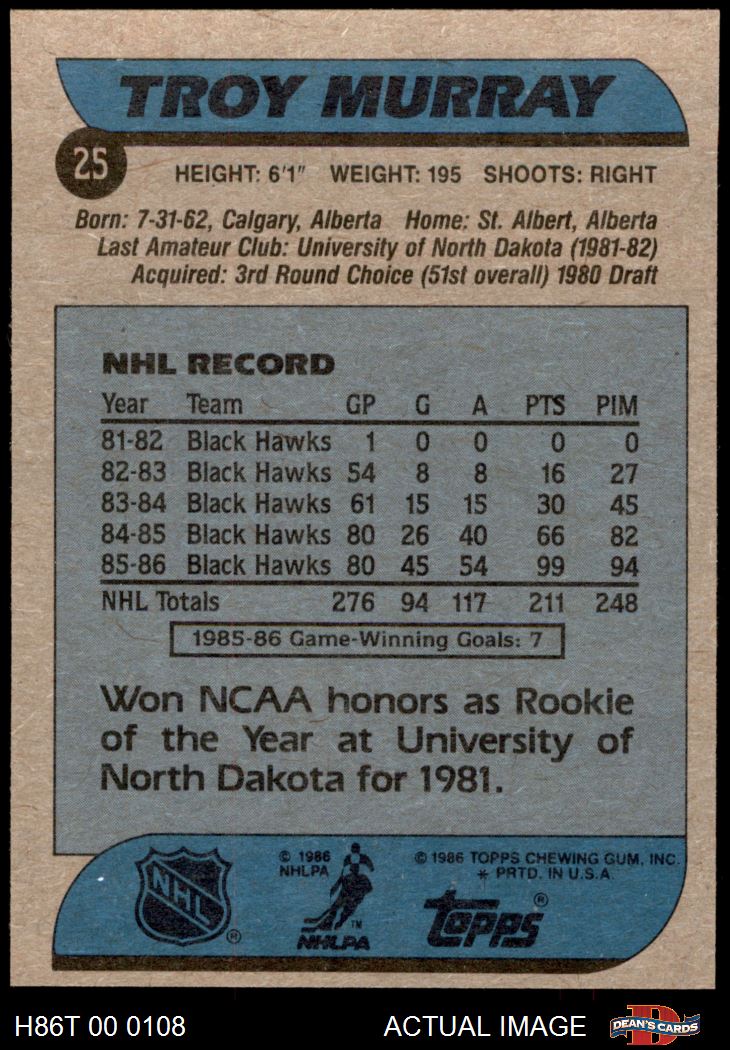 TROY MURRAY
25
HEIGHT: 6'1" WEIGHT: 195 SHOOTS: RIGHT
Born: 7-31-62, Calgary, Alberta Home: St. Albert, Alberta
Last Amateur Club: University of North Dakota (1981-82)
Acquired: 3rd Round Choice (51st overall) 1980 Draft
NHL RECORD
Year Team GP G A PTS PIM
81-82 Black Hawks 1 0 0 0 0
82-83 Black Hawks 54 8 8 16 27
83-84 Black Hawks 61 15 15 30 45
84-85 Black Hawks 80 26 40 66 82
85-86 Black Hawks 80 45 54 99 94
NHL Totals 276 94 117 211 248
1985-86 Game-Winning Goals: 7
Won NCAA honors as Rookie
of the Year at University of
North Dakota for 1981.
NHL ®
© 1986
NHLPA
TM
NHLPA
© 1986 TOPPS CHEWING GUM, INC.
* PRTD. IN U.S.A.
topps ®
H86T 00 0108 ACTUAL IMAGE
D
DEAN'S CARDS